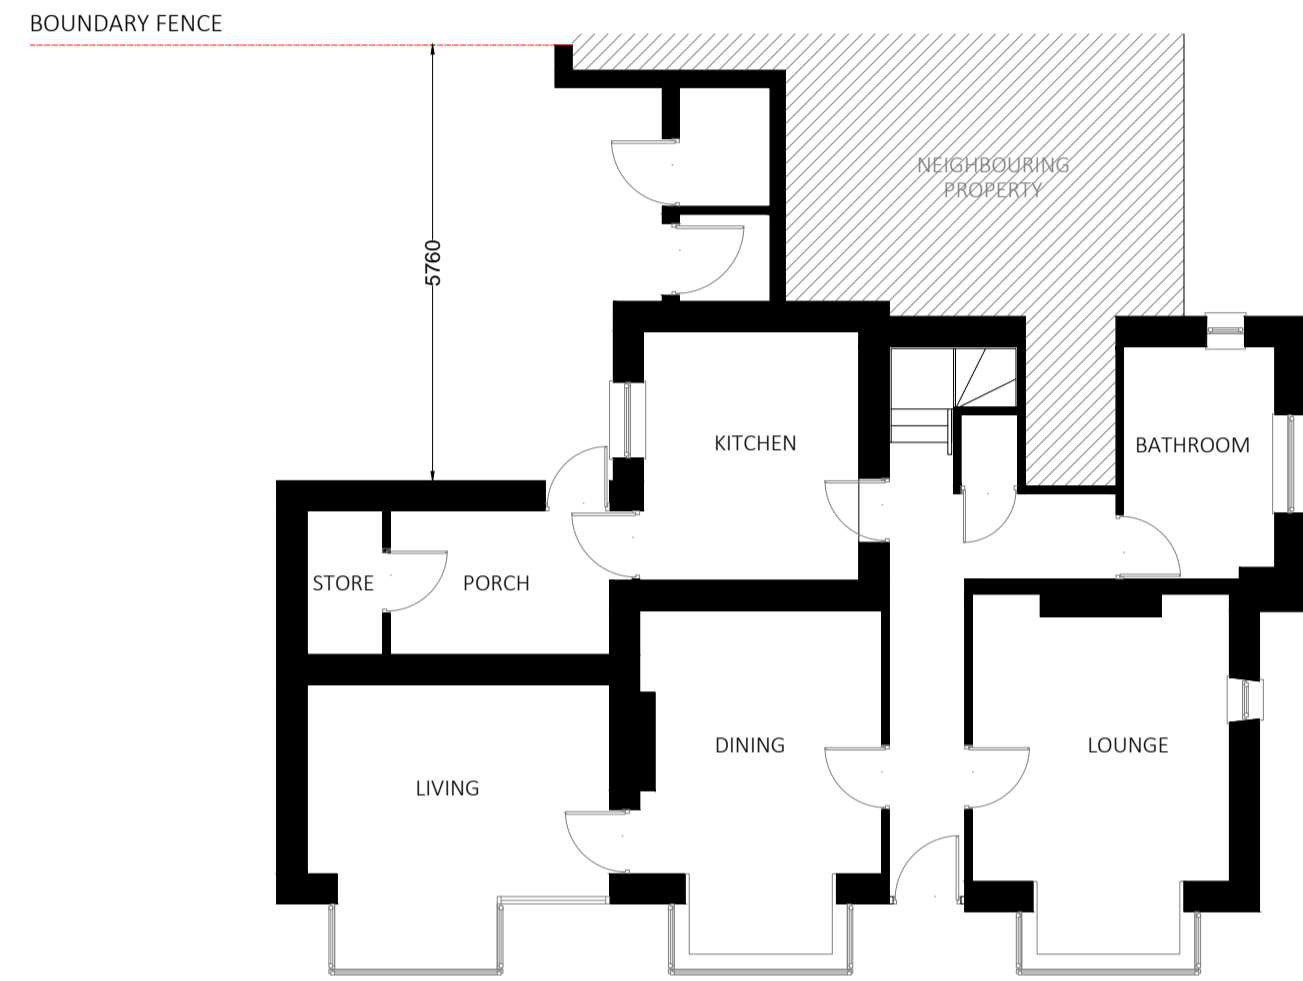 BOUNDARY FENCE
NEIGHBOURING
PROPERTY
5760
KITCHEN
BATHROOM
STORE
PORCH
DINING
LOUNGE
LIVING